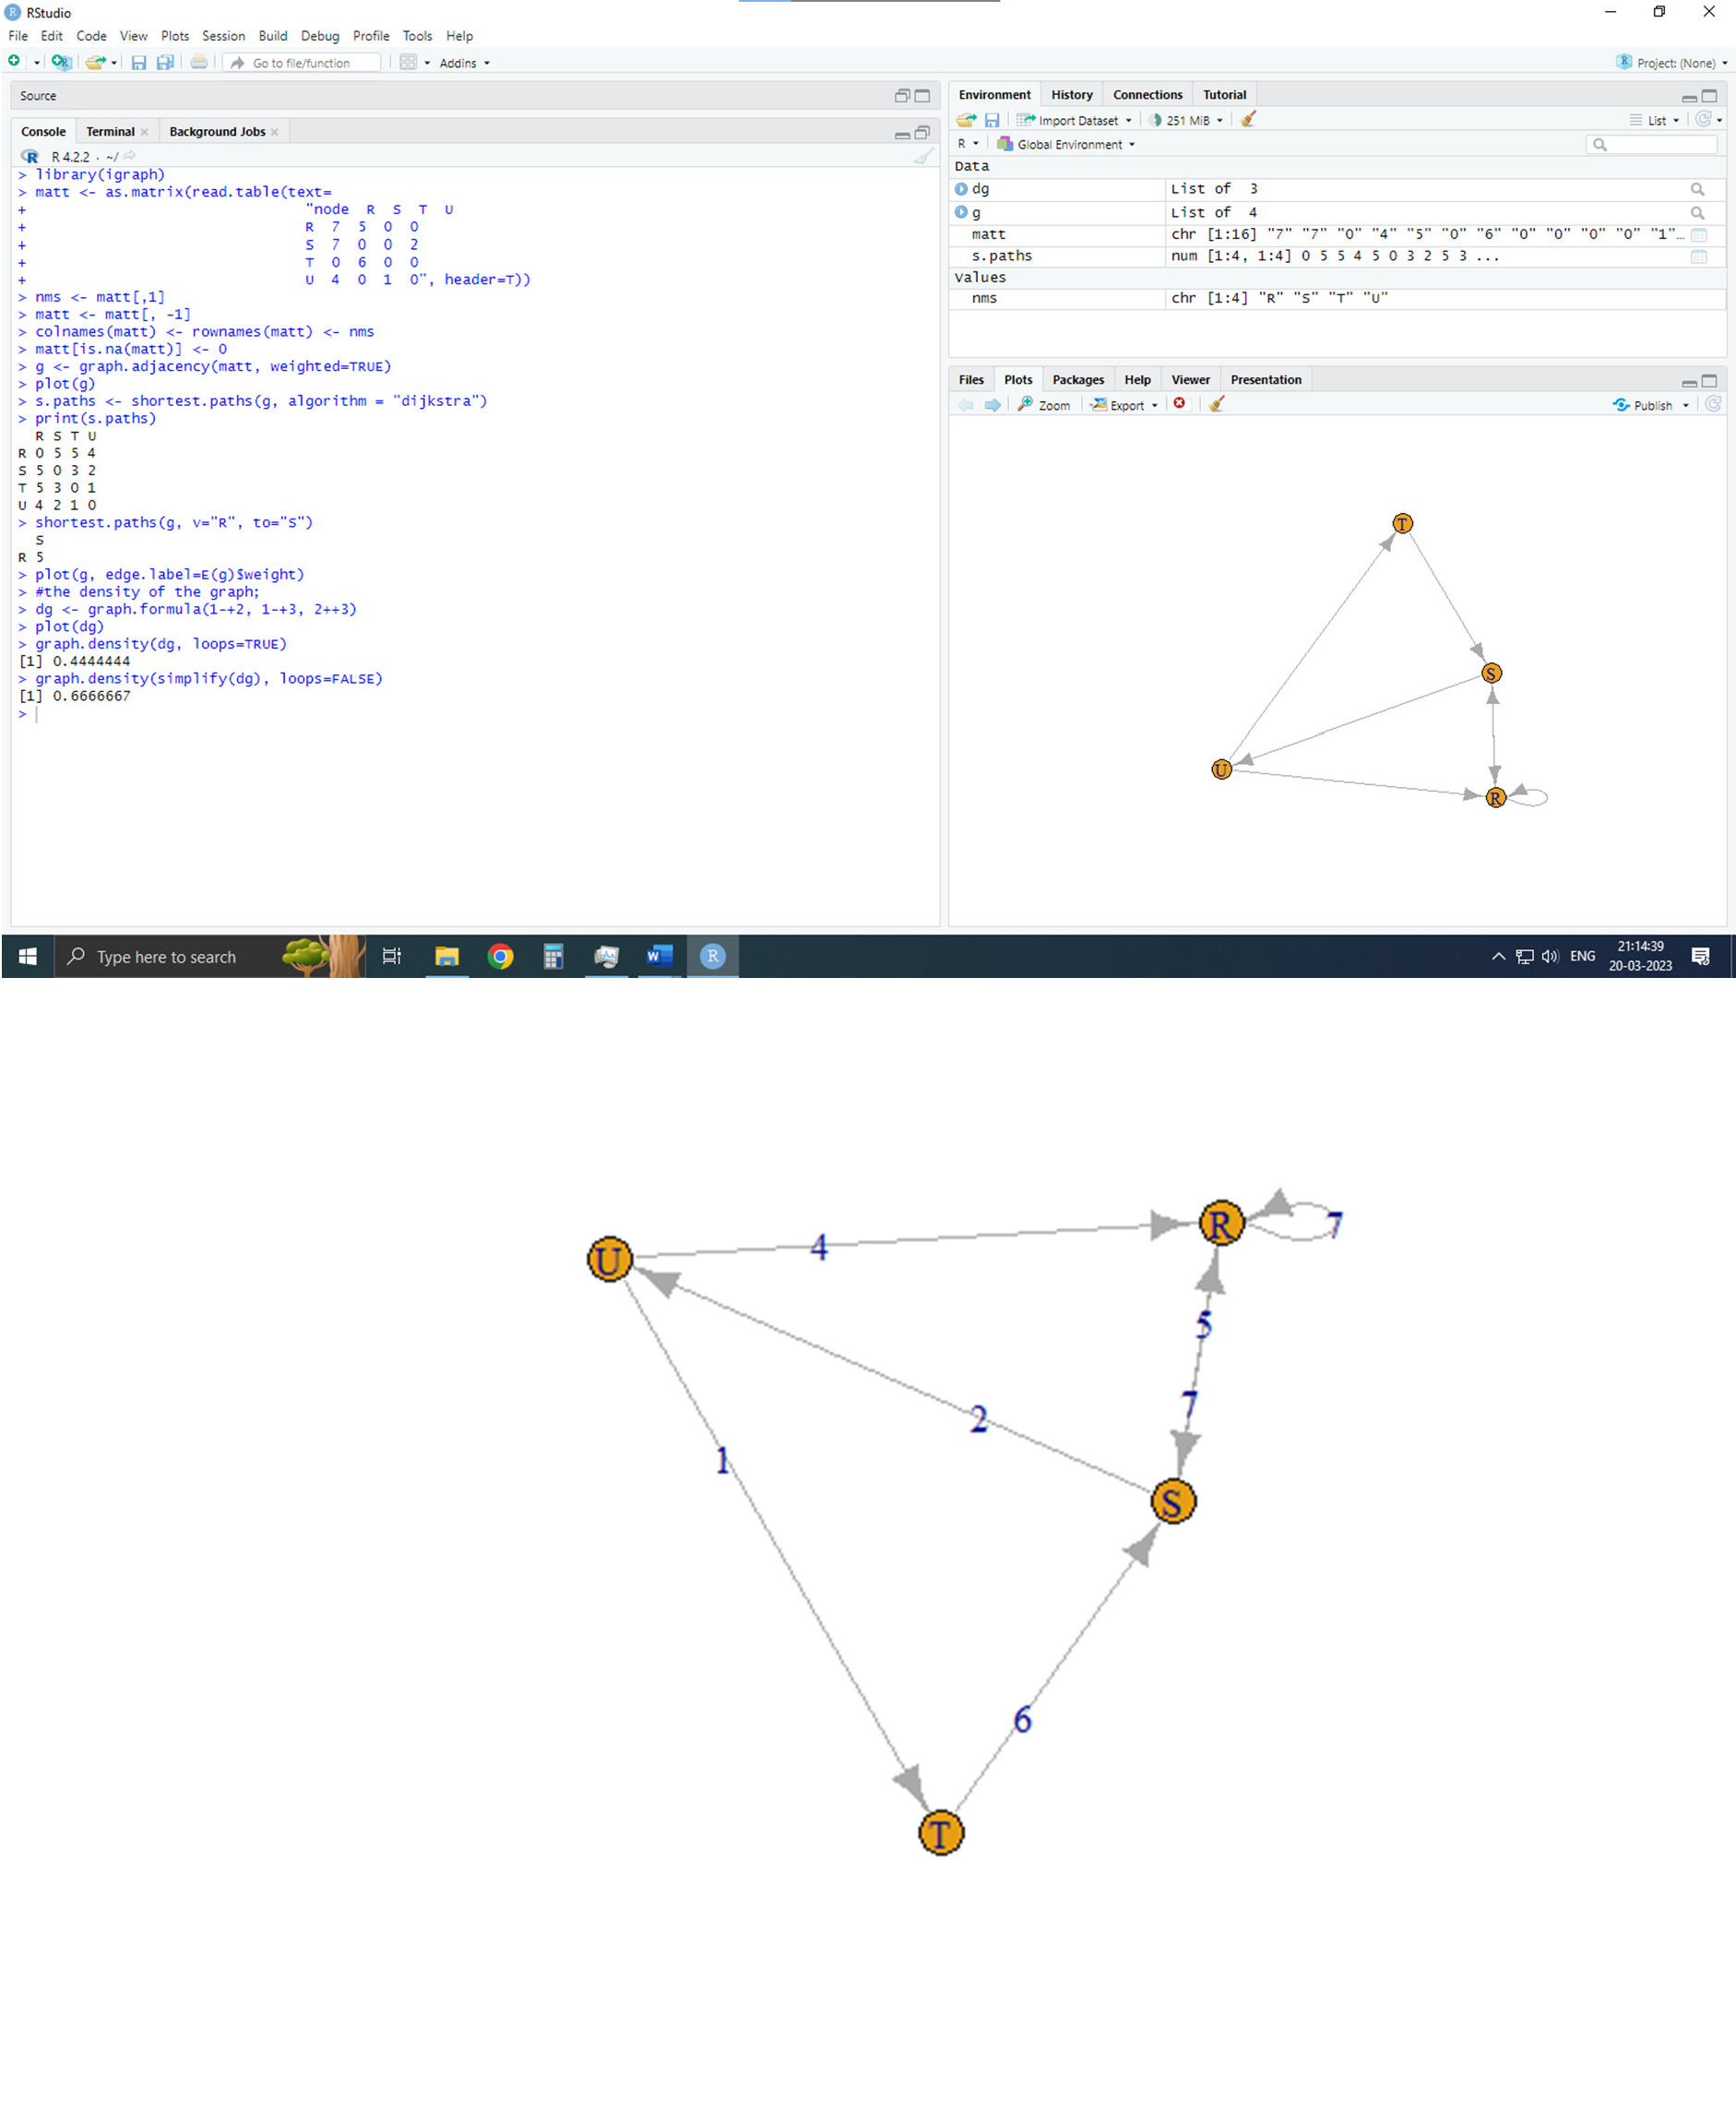 RStudio
File Edit Code View Plots Session Build Debug Profile Tools Help
Go to file/function Addins Project: (None)
Source
Console Terminal Background Jobs
R 4.2.2 · ~/
> library(igraph)
> matt <- as.matrix(read.table(text=
+ "node R S T U
+ R 7 5 0 0
+ S 7 0 0 2
+ T 0 6 0 0
+ U 4 0 1 0", header=T))
> nms <- matt[,1]
> matt <- matt[, -1]
> colnames(matt) <- rownames(matt) <- nms
> matt[is.na(matt)] <- 0
> g <- graph.adjacency(matt, weighted=TRUE)
> plot(g)
> s.paths <- shortest.paths(g, algorithm = "dijkstra")
> print(s.paths)
R S T U
R 0 5 5 4
S 5 0 3 2
T 5 3 0 1
U 4 2 1 0
> shortest.paths(g, v="R", to="S")
S
R 5
> plot(g, edge.label=E(g)$weight)
> #the density of the graph;
> dg <- graph.formula(1-+2, 1-+3, 2++3)
> plot(dg)
> graph.density(dg, loops=TRUE)
[1] 0.4444444
> graph.density(simplify(dg), loops=FALSE)
[1] 0.6666667
>
Environment History Connections Tutorial
Import Dataset 251 MiB List
R Global Environment
Data
dg List of 3
g List of 4
matt chr [1:16] "7" "7" "0" "4" "5" "0" "6" "0" "0" "0" "0" "1"…
s.paths num [1:4, 1:4] 0 5 5 4 5 0 3 2 5 3 ...
Values
nms chr [1:4] "R" "S" "T" "U"
Files Plots Packages Help Viewer Presentation
Zoom Export Publish
T
S
U
R
Type here to search
W
R
ENG
21:14:39
20-03-2023
R
7
U
4
5
7
2
1
S
6
T